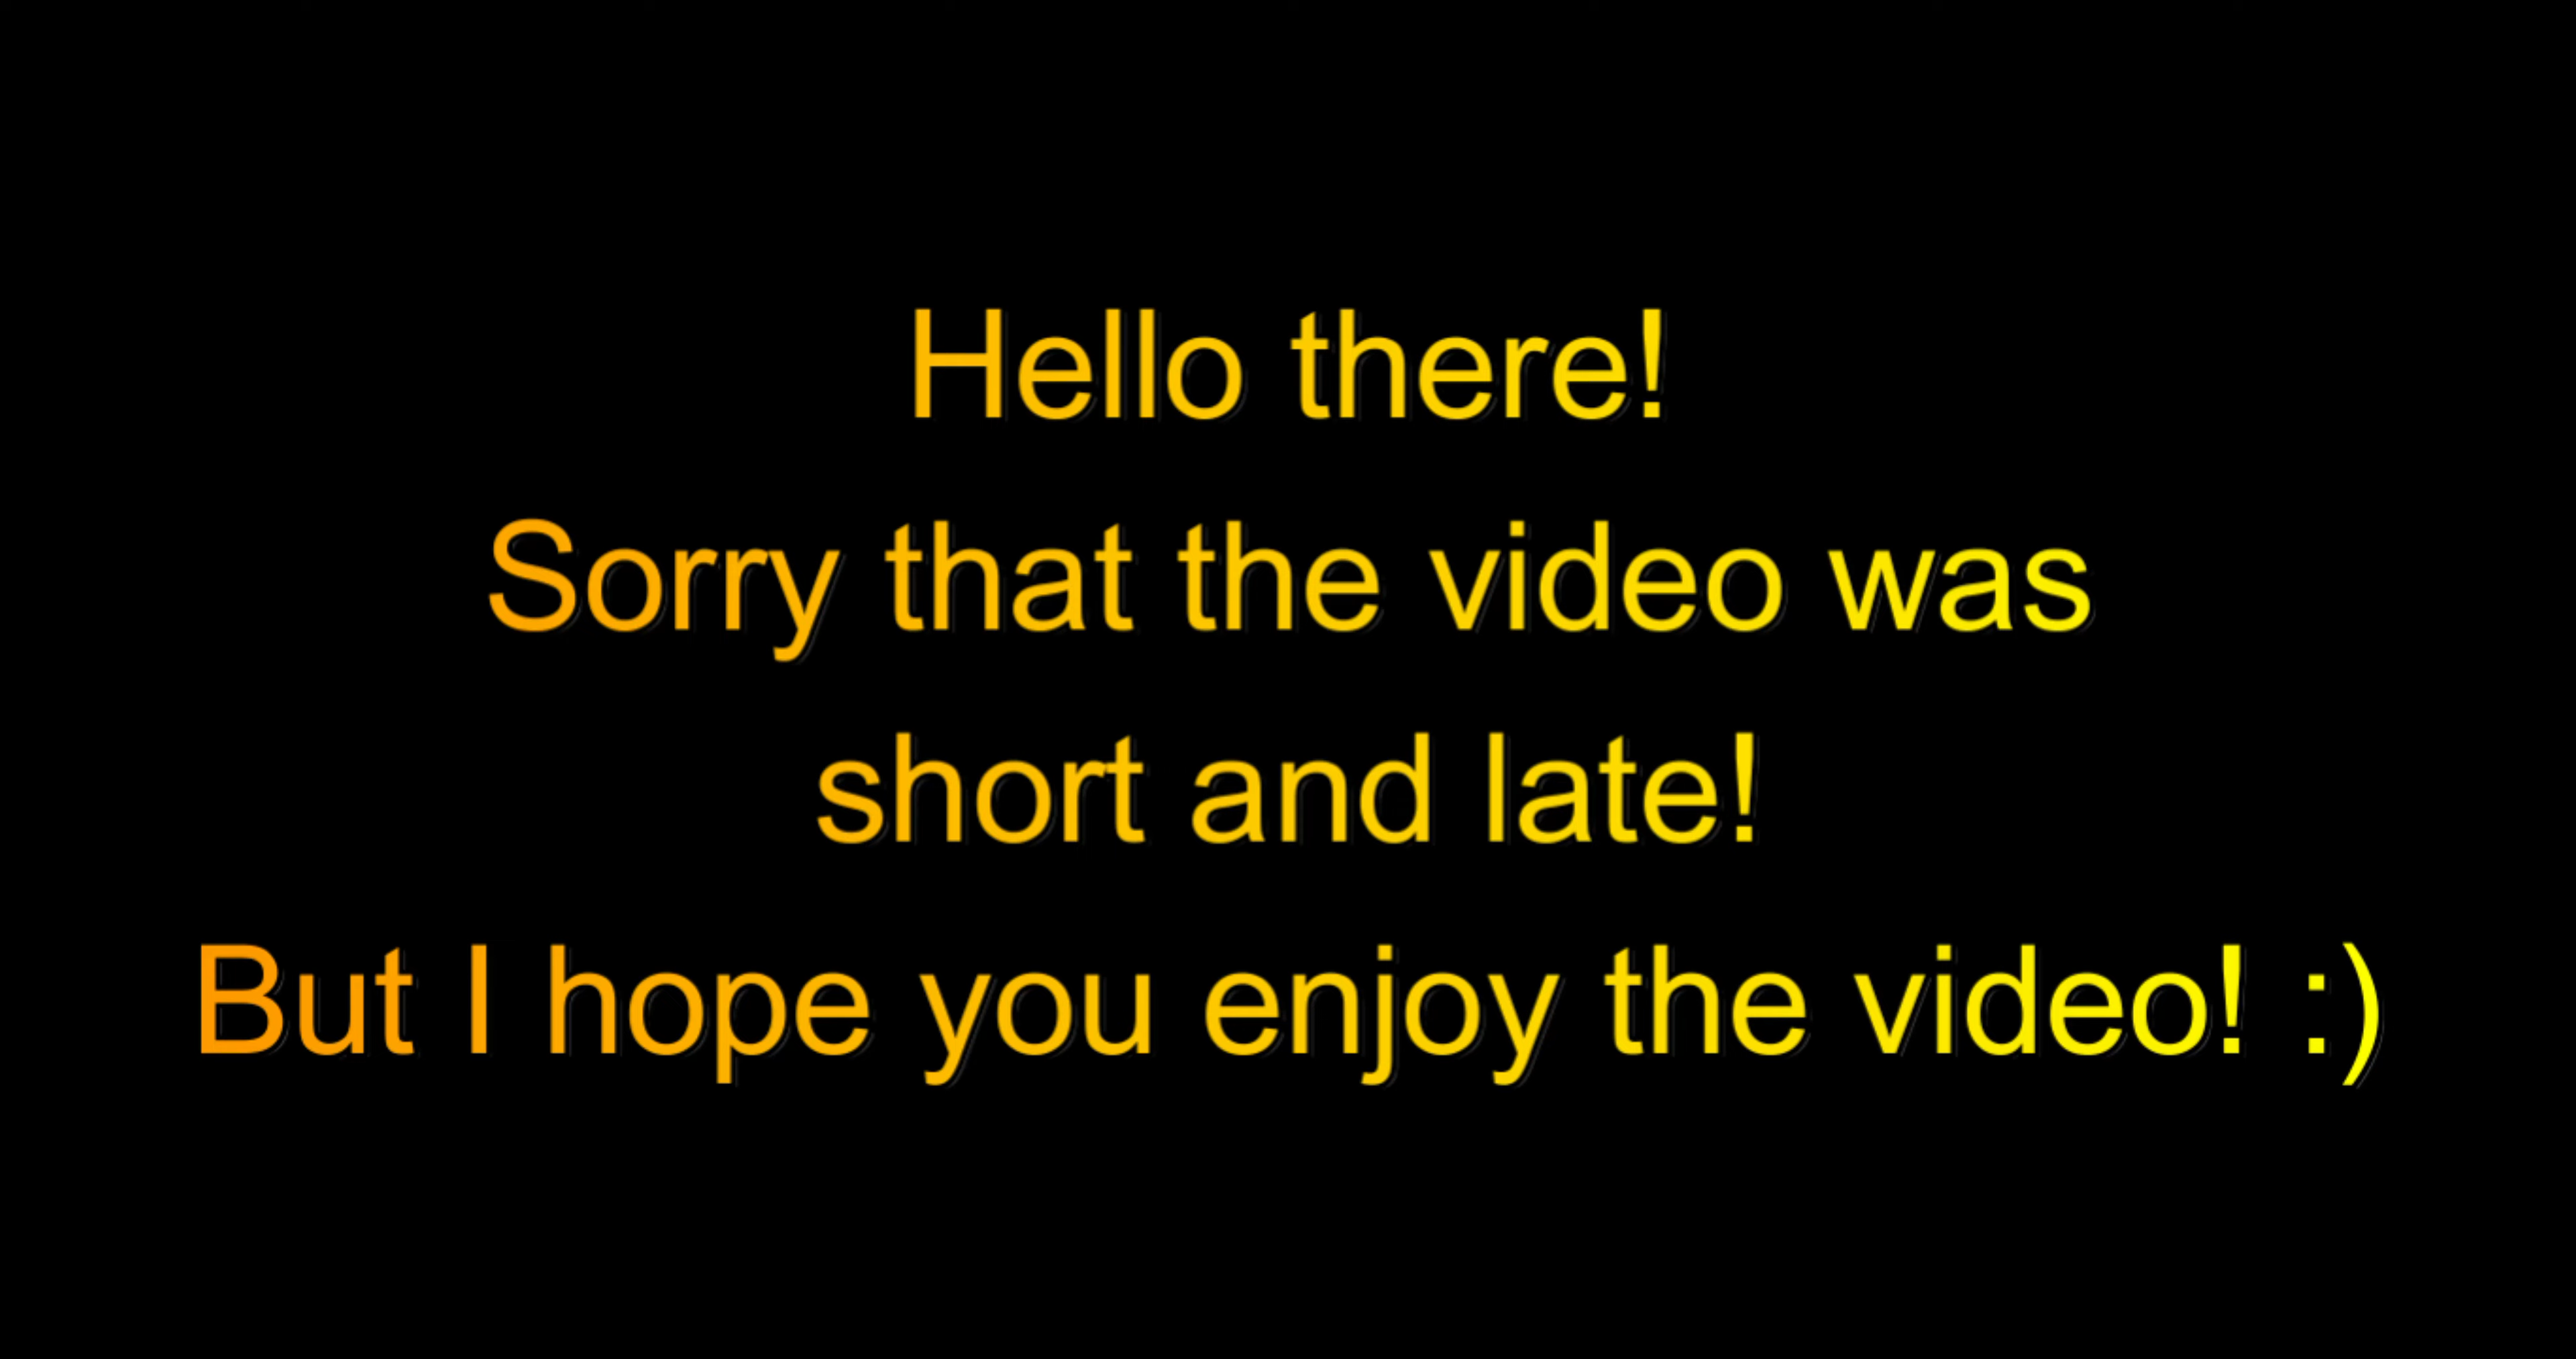 Hello there!
Sorry that the video was
short and late!
But I hope you enjoy the video! :)